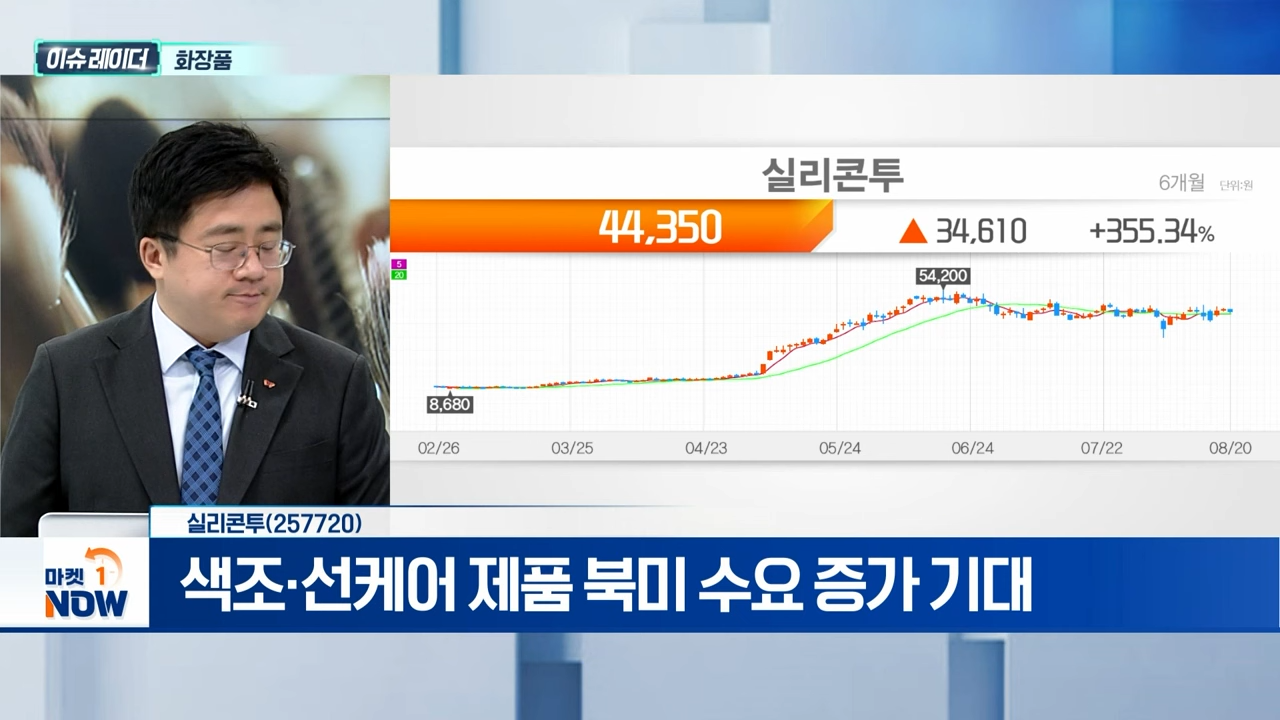 이슈 레이더 화장품
실리콘투
6개월 단위:원
44,350 ▲ 34,610 +355.34%
5
20
54,200
8,680
02/26 03/25 04/23 05/24 06/24 07/22 08/20
실리콘투(257720)
마켓 1
NOW
색조·선케어 제품 북미 수요 증가 기대